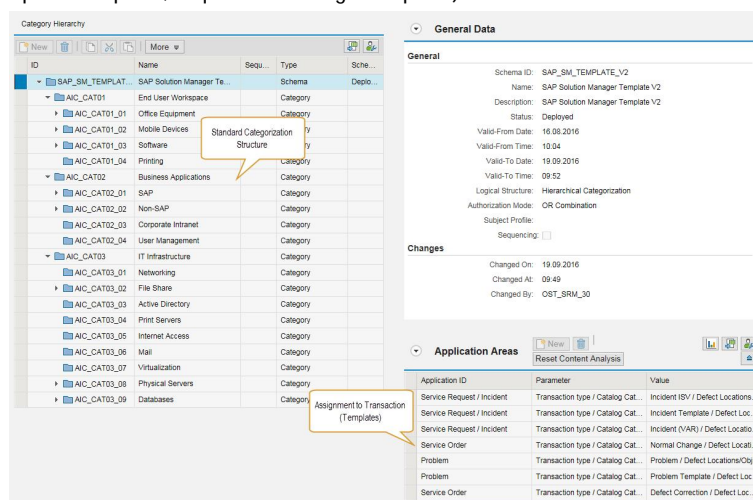 Category Hierarchy
New More
ID Name Sequ... Type Sche...
SAP_SM_TEMPLAT... SAP Solution Manager Te... Schema Deplo...
AIC_CAT01 End User Workspace Category
AIC_CAT01_01 Office Equipment Category
AIC_CAT01_02 Mobile Devices Category
AIC_CAT01_03 Software Category
AIC_CAT01_04 Printing Category
AIC_CAT02 Business Applications Category
AIC_CAT02_01 SAP Category
AIC_CAT02_02 Non-SAP Category
AIC_CAT02_03 Corporate Intranet Category
AIC_CAT02_04 User Management Category
AIC_CAT03 IT Infrastructure Category
AIC_CAT03_01 Networking Category
AIC_CAT03_02 File Share Category
AIC_CAT03_03 Active Directory Category
AIC_CAT03_04 Print Servers Category
AIC_CAT03_05 Internet Access Category
AIC_CAT03_06 Mail Category
AIC_CAT03_07 Virtualization Category
AIC_CAT03_08 Physical Servers Category
AIC_CAT03_09 Databases
Standard Categorization
Structure
General Data
General
Schema ID: SAP_SM_TEMPLATE_V2
Name: SAP Solution Manager Template V2
Description: SAP Solution Manager Template V2
Status: Deployed
Valid-From Date: 16.08.2016
Valid-From Time: 10:04
Valid-To Date: 19.09.2016
Valid-To Time: 09:52
Logical Structure: Hierarchical Categorization
Authorization Mode: OR Combination
Subject Profile:
Sequencing:
Changes
Changed On: 19.09.2016
Changed At: 09:49
Changed By: OST_SRM_30
Application Areas New
Reset Content Analysis
Application ID Parameter Value
Service Request / Incident Transaction type / Catalog Cat... Incident ISV / Defect Locations.
Service Request / Incident Transaction type / Catalog Cat... Incident Template / Defect Loc.
Service Request / Incident Transaction type / Catalog Cat... Incident (VAR) / Defect Locatio.
Service Order Transaction type / Catalog Cat... Normal Change / Defect Locati.
Problem Transaction type / Catalog Cat... Problem / Defect Locations/Obj
Problem Transaction type / Catalog Cat... Problem Template / Defect Loc.
Service Order Transaction type / Catalog Cat... Defect Correction / Defect Loc.
Assignment to Transaction
(Templates)